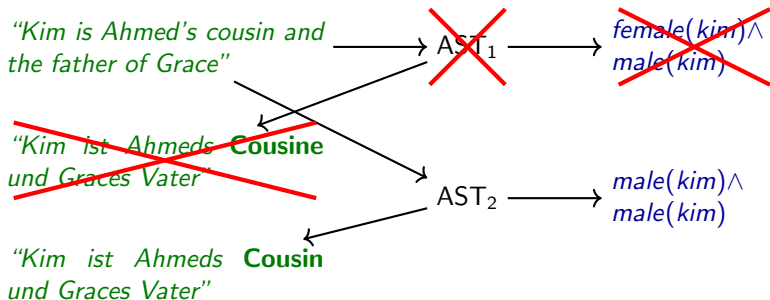 “Kim is Ahmed's cousin and
the father of Grace”
AST₁
female(kim)∧
male(kim)
“Kim ist Ahmeds Cousine
und Graces Vater”
AST₂
male(kim)∧
male(kim)
“Kim ist Ahmeds Cousin
und Graces Vater”